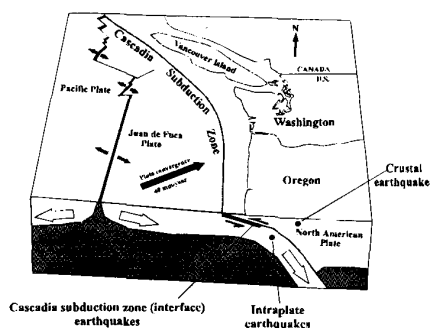 N
Cascadia
Vancouver Island
CANADA
U.S.
Subduction
Pacific Plate
Washington
Zone
Juan de Fuca
Plate
Plate convergence
Oregon
Crustal
earthquake
North American
Plate
Cascadia subduction zone (interface)
earthquakes
Intraplate
earthquakes